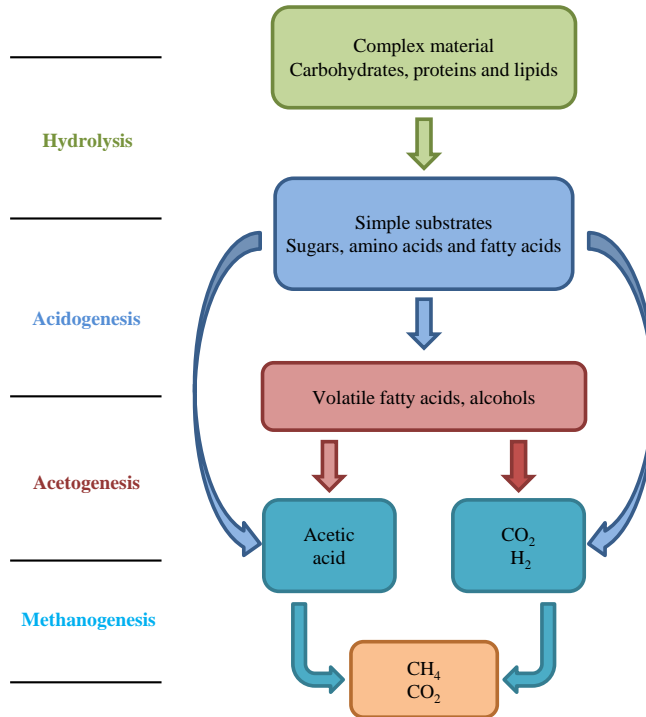 Complex material
Carbohydrates, proteins and lipids
Hydrolysis
Simple substrates
Sugars, amino acids and fatty acids
Acidogenesis
Volatile fatty acids, alcohols
Acetogenesis
Acetic
acid
CO₂
H₂
Methanogenesis
CH₄
CO₂